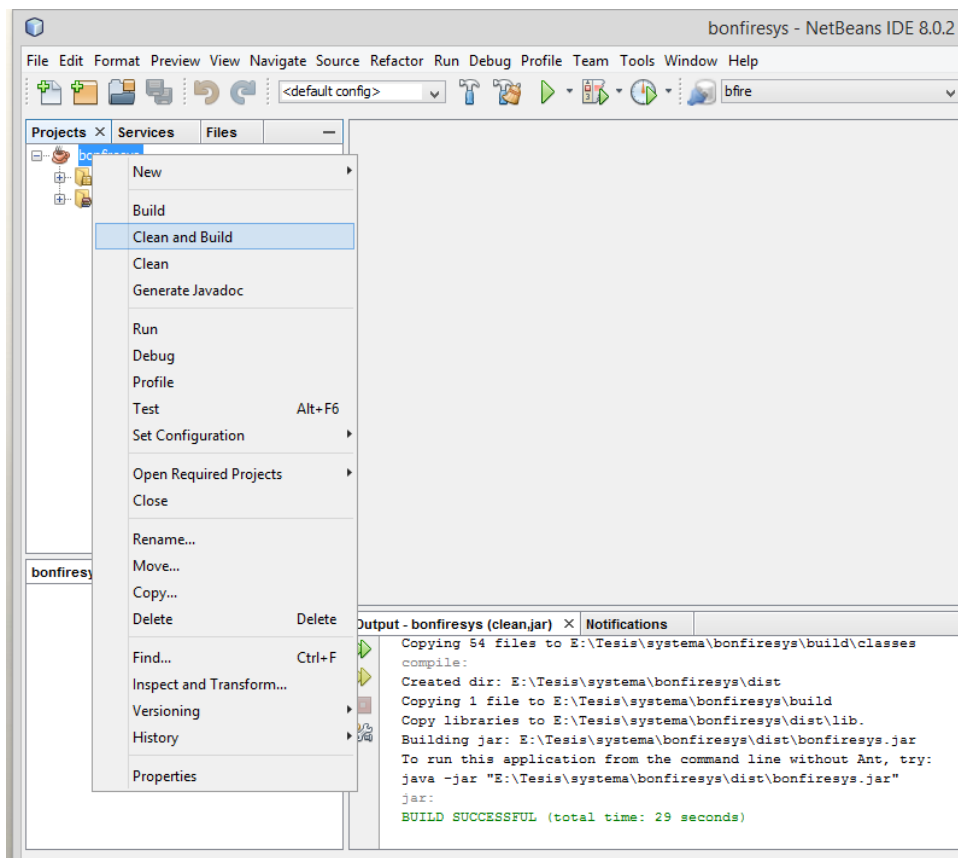 bonfiresys - NetBeans IDE 8.0.2
File Edit Format Preview View Navigate Source Refactor Run Debug Profile Team Tools Window Help
<default config> bfire
Projects Services Files
New
Build
Clean and Build
Clean
Generate Javadoc
Run
Debug
Profile
Test Alt+F6
Set Configuration
Open Required Projects
Close
Rename...
Move...
Copy...
Delete Delete
Find... Ctrl+F
Inspect and Transform...
Versioning
History
Properties
Output - bonfiresys (clean,jar) Notifications
Copying 54 files to E:\Tesis\systema\bonfiresys\build\classes
compile:
Created dir: E:\Tesis\systema\bonfiresys\dist
Copying 1 file to E:\Tesis\systema\bonfiresys\build
Copy libraries to E:\Tesis\systema\bonfiresys\dist\lib.
Building jar: E:\Tesis\systema\bonfiresys\dist\bonfiresys.jar
To run this application from the command line without Ant, try:
java -jar "E:\Tesis\systema\bonfiresys\dist\bonfiresys.jar"
jar:
BUILD SUCCESSFUL (total time: 29 seconds)